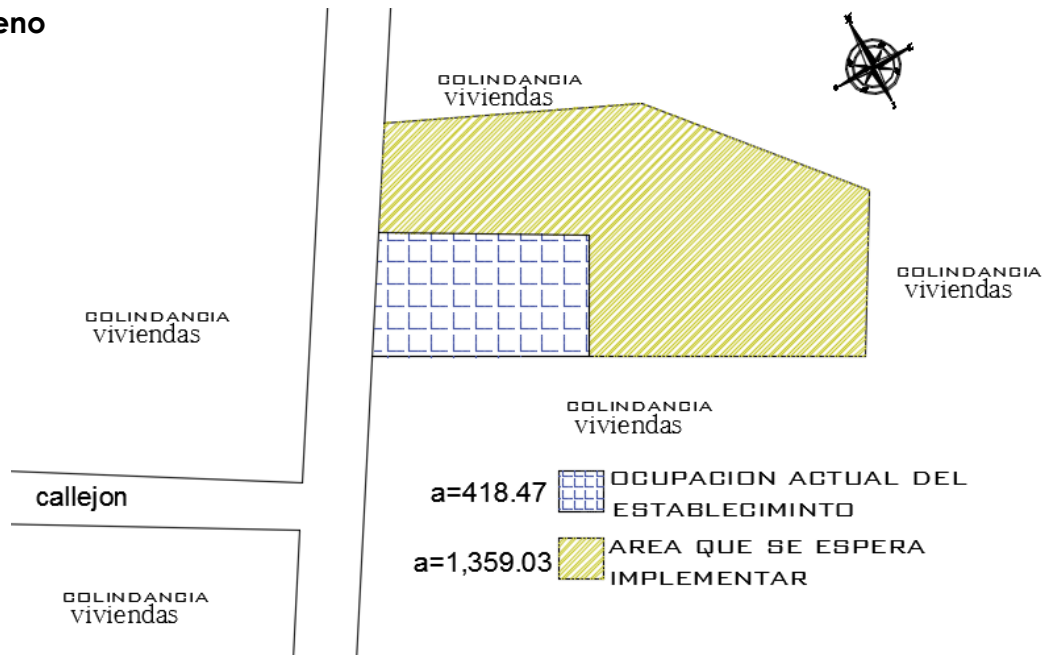 eno
COLINDANCIA
viviendas
COLINDANCIA
viviendas
COLINDANCIA
viviendas
COLINDANCIA
viviendas
callejon
a=418.47
OCUPACION ACTUAL DEL
ESTABLECIMINTO
a=1,359.03
AREA QUE SE ESPERA
IMPLEMENTAR
COLINDANCIA
viviendas